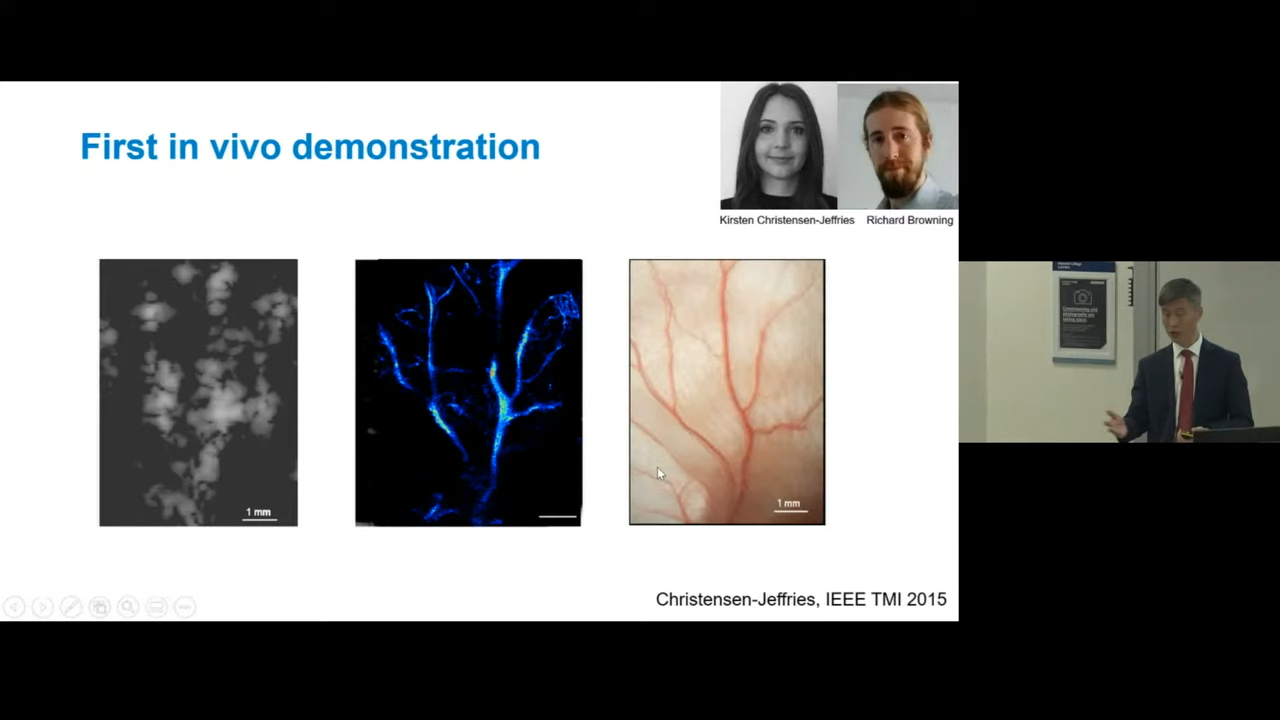 First in vivo demonstration
Kirsten Christensen-Jeffries
Richard Browning
1 mm
1 mm
Christensen-Jeffries, IEEE TMI 2015